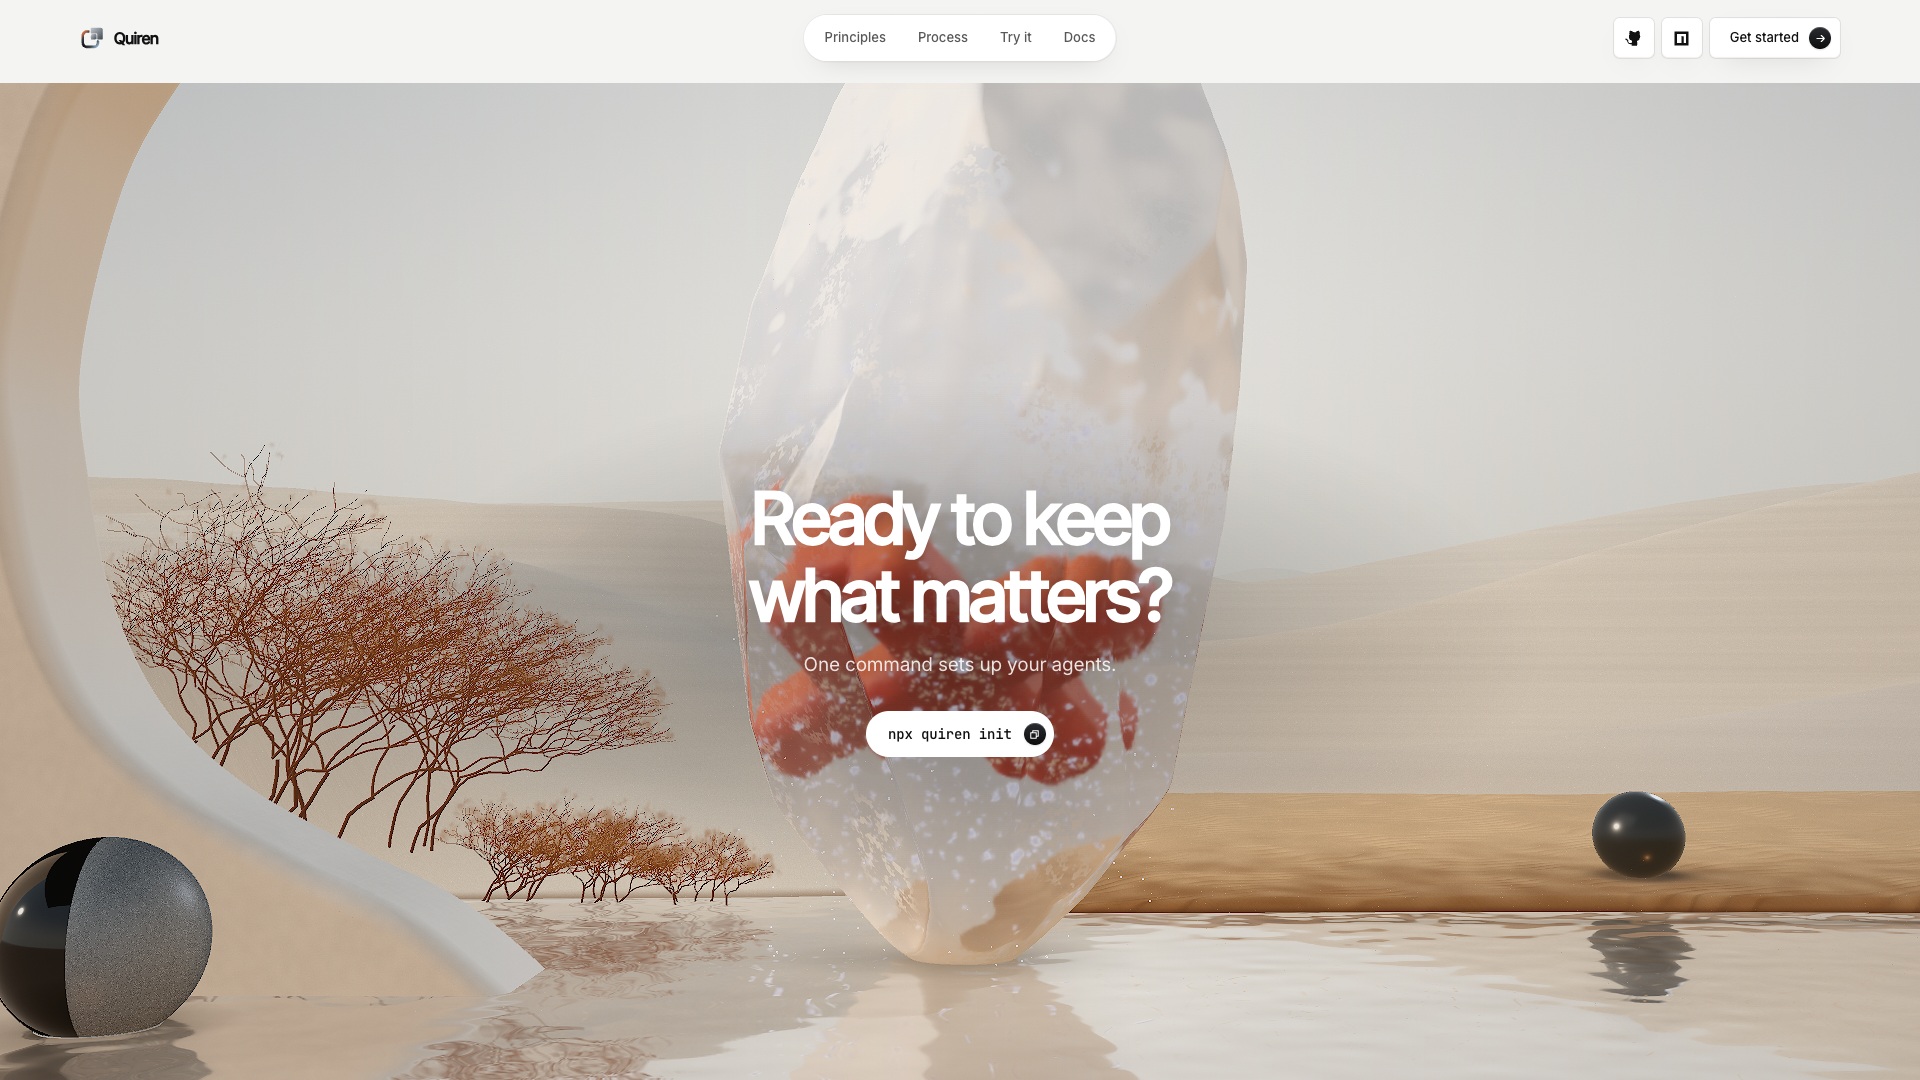 Quiren
Principles
Process
Try it
Docs
Get started
Ready to keep
what matters?
One command sets up your agents.
npx quiren init